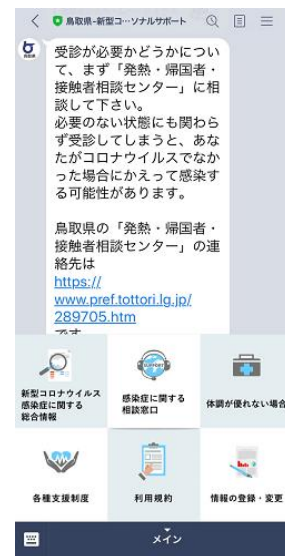 鳥取県-新型コ…ソナルサポート
受診が必要かどうかについ
て、まず「発熱・帰国者・
接触者相談センター」に相
談して下さい。
必要のない状態にも関わら
ず受診してしまうと、あな
たがコロナウイルスでなか
った場合にかえって感染す
る可能性があります。
鳥取県の「発熱・帰国者・
接触者相談センター」の連
絡先は
https://
www.pref.tottori.lg.jp/
289705.htm
です
新型コロナウイルス
感染症に関する
総合情報
感染症に関する
相談窓口
体調が優れない場合
各種支援制度
利用規約
情報の登録・変更
メイン